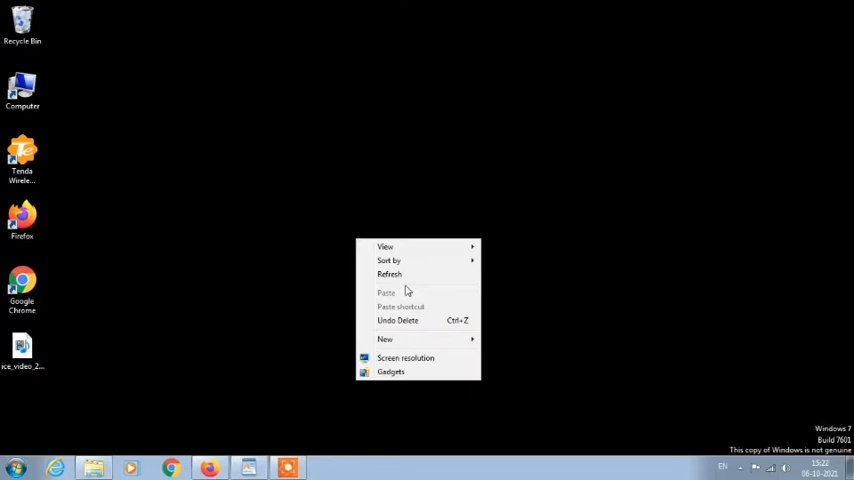 Recycle Bin
Computer
Tenda
Wirele...
Firefox
Google
Chrome
ice_video_2...
View
Sort by
Refresh
Paste
Paste shortcut
Undo Delete Ctrl+Z
New
Screen resolution
Gadgets
Windows 7
Build 7601
This copy of Windows is not genuine
EN
15:22
06-10-2021